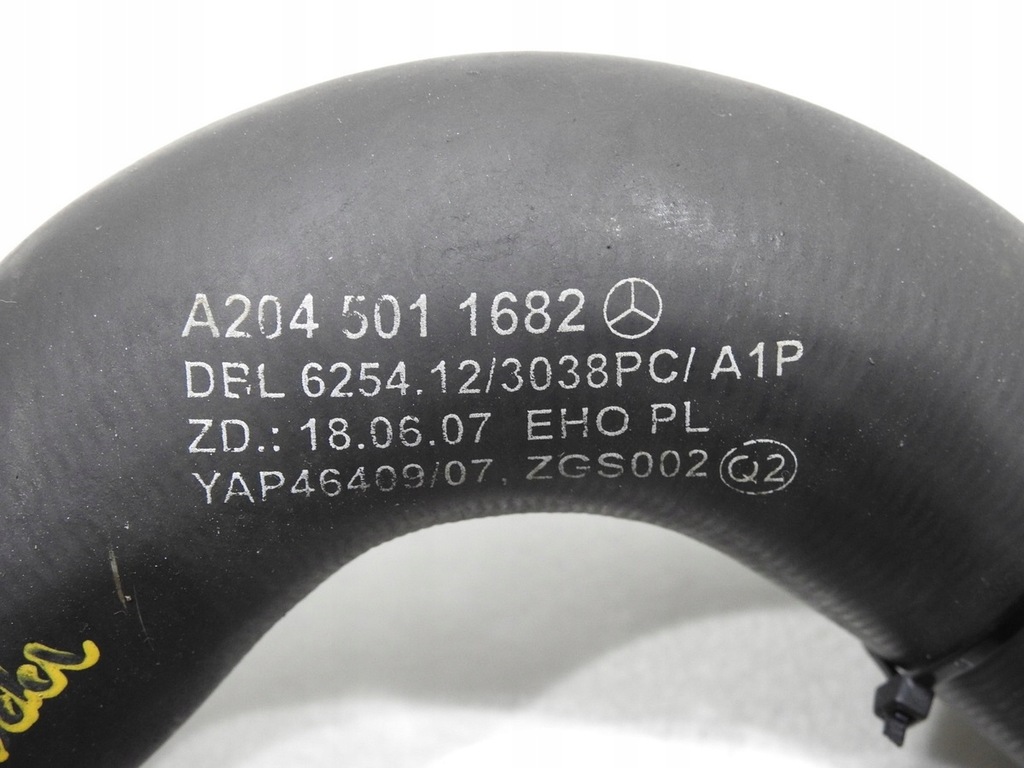 A204 501 1682
DBL 6254.12/3038PC/ A1P
ZD.: 18.06.07 EHO PL
YAP46409/07, ZGS002 Q2